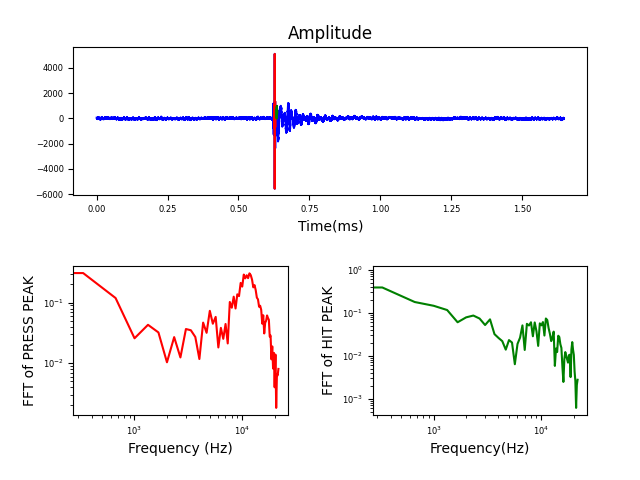 Amplitude
4000
2000
0
−2000
−4000
−6000
0.00 0.25 0.50 0.75 1.00 1.25 1.50
Time(ms)
FFT of PRESS PEAK
10⁻¹
10⁻²
10³ 10⁴
Frequency (Hz)
FFT of HIT PEAK
10⁰
10⁻¹
10⁻²
10⁻³
10³ 10⁴
Frequency(Hz)